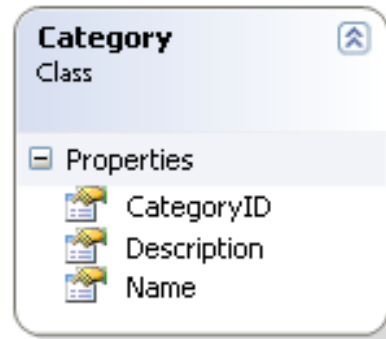 Category
Class
Properties
CategoryID
Description
Name